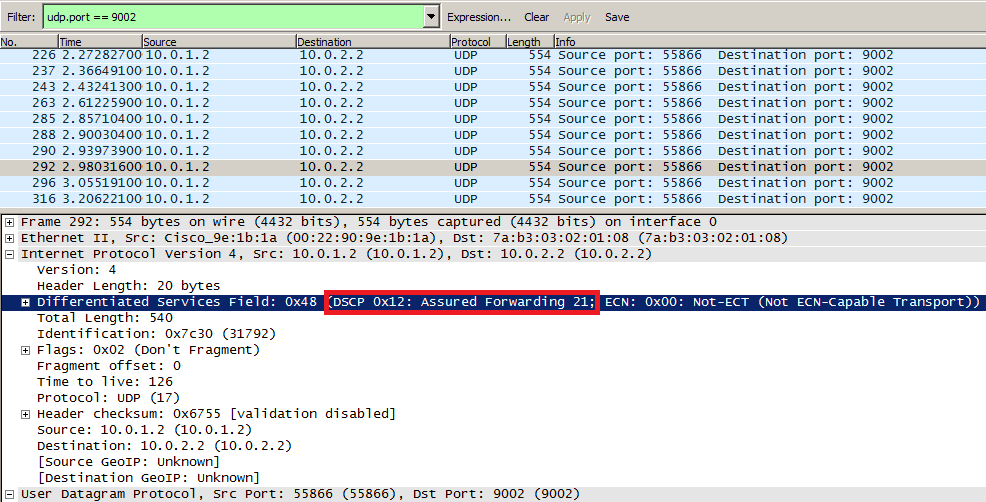 Filter: udp.port == 9002 Expression... Clear Apply Save
No. Time Source Destination Protocol Length Info
226 2.27282700 10.0.1.2 10.0.2.2 UDP 554 Source port: 55866 Destination port: 9002
237 2.36649100 10.0.1.2 10.0.2.2 UDP 554 Source port: 55866 Destination port: 9002
243 2.43241300 10.0.1.2 10.0.2.2 UDP 554 Source port: 55866 Destination port: 9002
263 2.61225900 10.0.1.2 10.0.2.2 UDP 554 Source port: 55866 Destination port: 9002
285 2.85710400 10.0.1.2 10.0.2.2 UDP 554 Source port: 55866 Destination port: 9002
288 2.90030400 10.0.1.2 10.0.2.2 UDP 554 Source port: 55866 Destination port: 9002
290 2.93973900 10.0.1.2 10.0.2.2 UDP 554 Source port: 55866 Destination port: 9002
292 2.98031600 10.0.1.2 10.0.2.2 UDP 554 Source port: 55866 Destination port: 9002
296 3.05519100 10.0.1.2 10.0.2.2 UDP 554 Source port: 55866 Destination port: 9002
316 3.20622100 10.0.1.2 10.0.2.2 UDP 554 Source port: 55866 Destination port: 9002
Frame 292: 554 bytes on wire (4432 bits), 554 bytes captured (4432 bits) on interface 0
Ethernet II, Src: Cisco_9e:1b:1a (00:22:90:9e:1b:1a), Dst: 7a:b3:03:02:01:08 (7a:b3:03:02:01:08)
Internet Protocol Version 4, Src: 10.0.1.2 (10.0.1.2), Dst: 10.0.2.2 (10.0.2.2)
Version: 4
Header Length: 20 bytes
Differentiated Services Field: 0x48 (DSCP 0x12: Assured Forwarding 21; ECN: 0x00: Not-ECT (Not ECN-Capable Transport))
Total Length: 540
Identification: 0x7c30 (31792)
Flags: 0x02 (Don't Fragment)
Fragment offset: 0
Time to live: 126
Protocol: UDP (17)
Header checksum: 0x6755 [validation disabled]
Source: 10.0.1.2 (10.0.1.2)
Destination: 10.0.2.2 (10.0.2.2)
[Source GeoIP: Unknown]
[Destination GeoIP: Unknown]
User Datagram Protocol, Src Port: 55866 (55866), Dst Port: 9002 (9002)